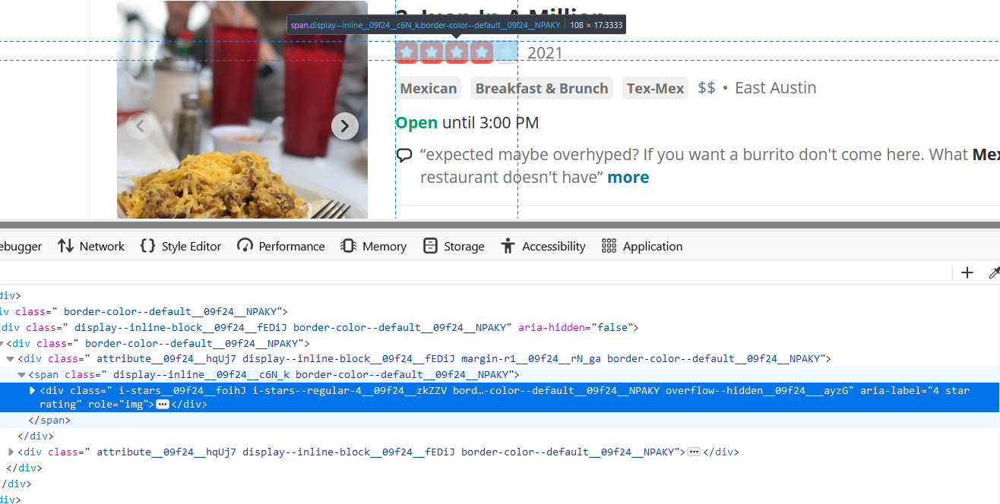 span.display--inline__09f24__c6N_k.border-color--default__09f24__NPAKY 108 × 17.3333
2021
Mexican Breakfast & Brunch Tex-Mex $$ • East Austin
Open until 3:00 PM
“expected maybe overhyped? If you want a burrito don't come here. What Mex
restaurant doesn't have” more
ebugger Network {} Style Editor Performance Memory Storage Accessibility Application
div>
iv class=" border-color--default__09f24__NPAKY">
div class=" display--inline-block__09f24__fEDiJ border-color--default__09f24__NPAKY" aria-hidden="false">
<div class=" border-color--default__09f24__NPAKY">
<div class=" attribute__09f24__hqUj7 display--inline-block__09f24__fEDiJ margin-r1__09f24__rN_ga border-color--default__09f24__NPAKY">
<span class=" display--inline__09f24__c6N_k border-color--default__09f24__NPAKY">
<div class=" i-stars__09f24__foihJ i-stars--regular-4__09f24__zkZZV bord…-color--default__09f24__NPAKY overflow--hidden__09f24___ayzG" aria-label="4 star
rating" role="img">…</div>
</span>
</div>
<div class=" attribute__09f24__hqUj7 display--inline-block__09f24__fEDiJ border-color--default__09f24__NPAKY">…</div>
</div>
/div>
div>